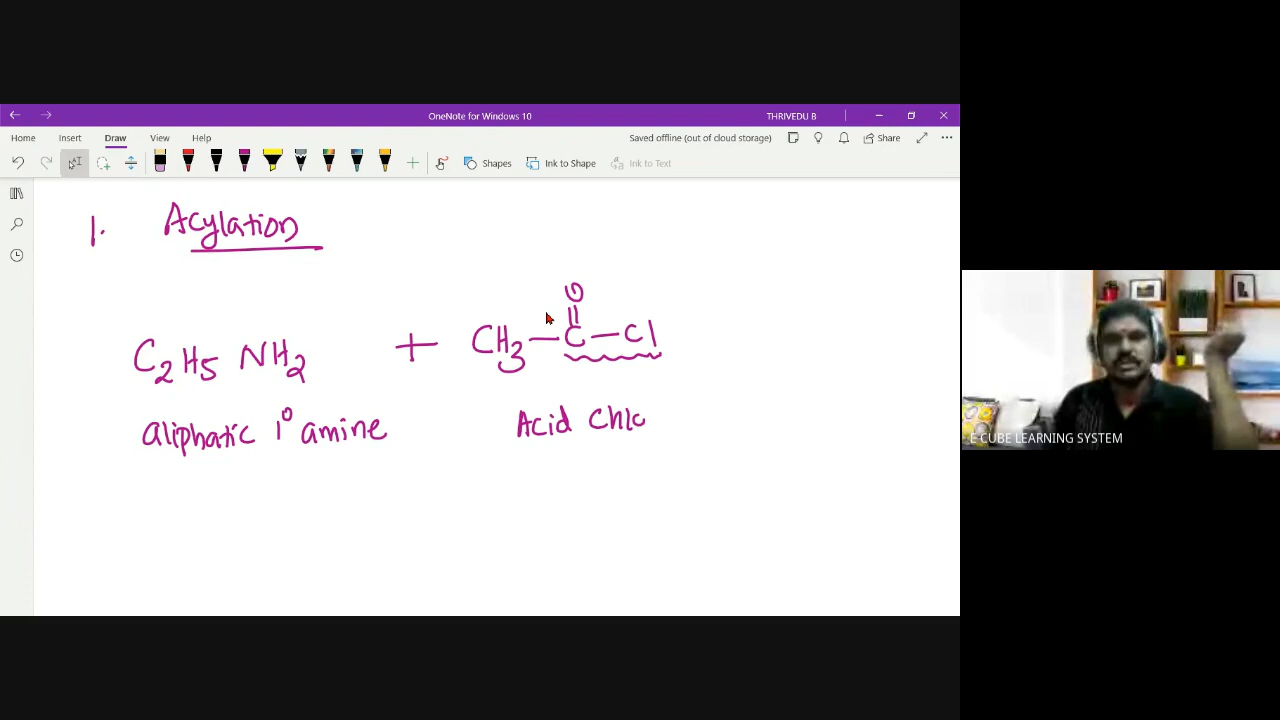 OneNote for Windows 10
THRIVEDU B
Home Insert Draw View Help
Saved offline (out of cloud storage)
Share
Shapes
Ink to Shape
Ink to Text
1. Acylation
O
C2H5 NH2 + CH3 – C – Cl
aliphatic 1° amine
Acid Chlo
E CUBE LEARNING SYSTEM